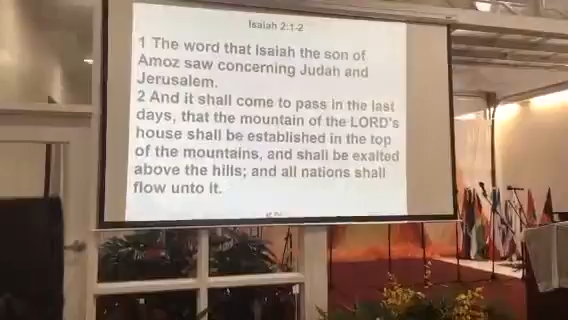 Isaiah 2:1-2
1 The word that Isaiah the son of
Amoz saw concerning Judah and
Jerusalem.
2 And it shall come to pass in the last
days, that the mountain of the LORD's
house shall be established in the top
of the mountains, and shall be exalted
above the hills; and all nations shall
flow unto it.